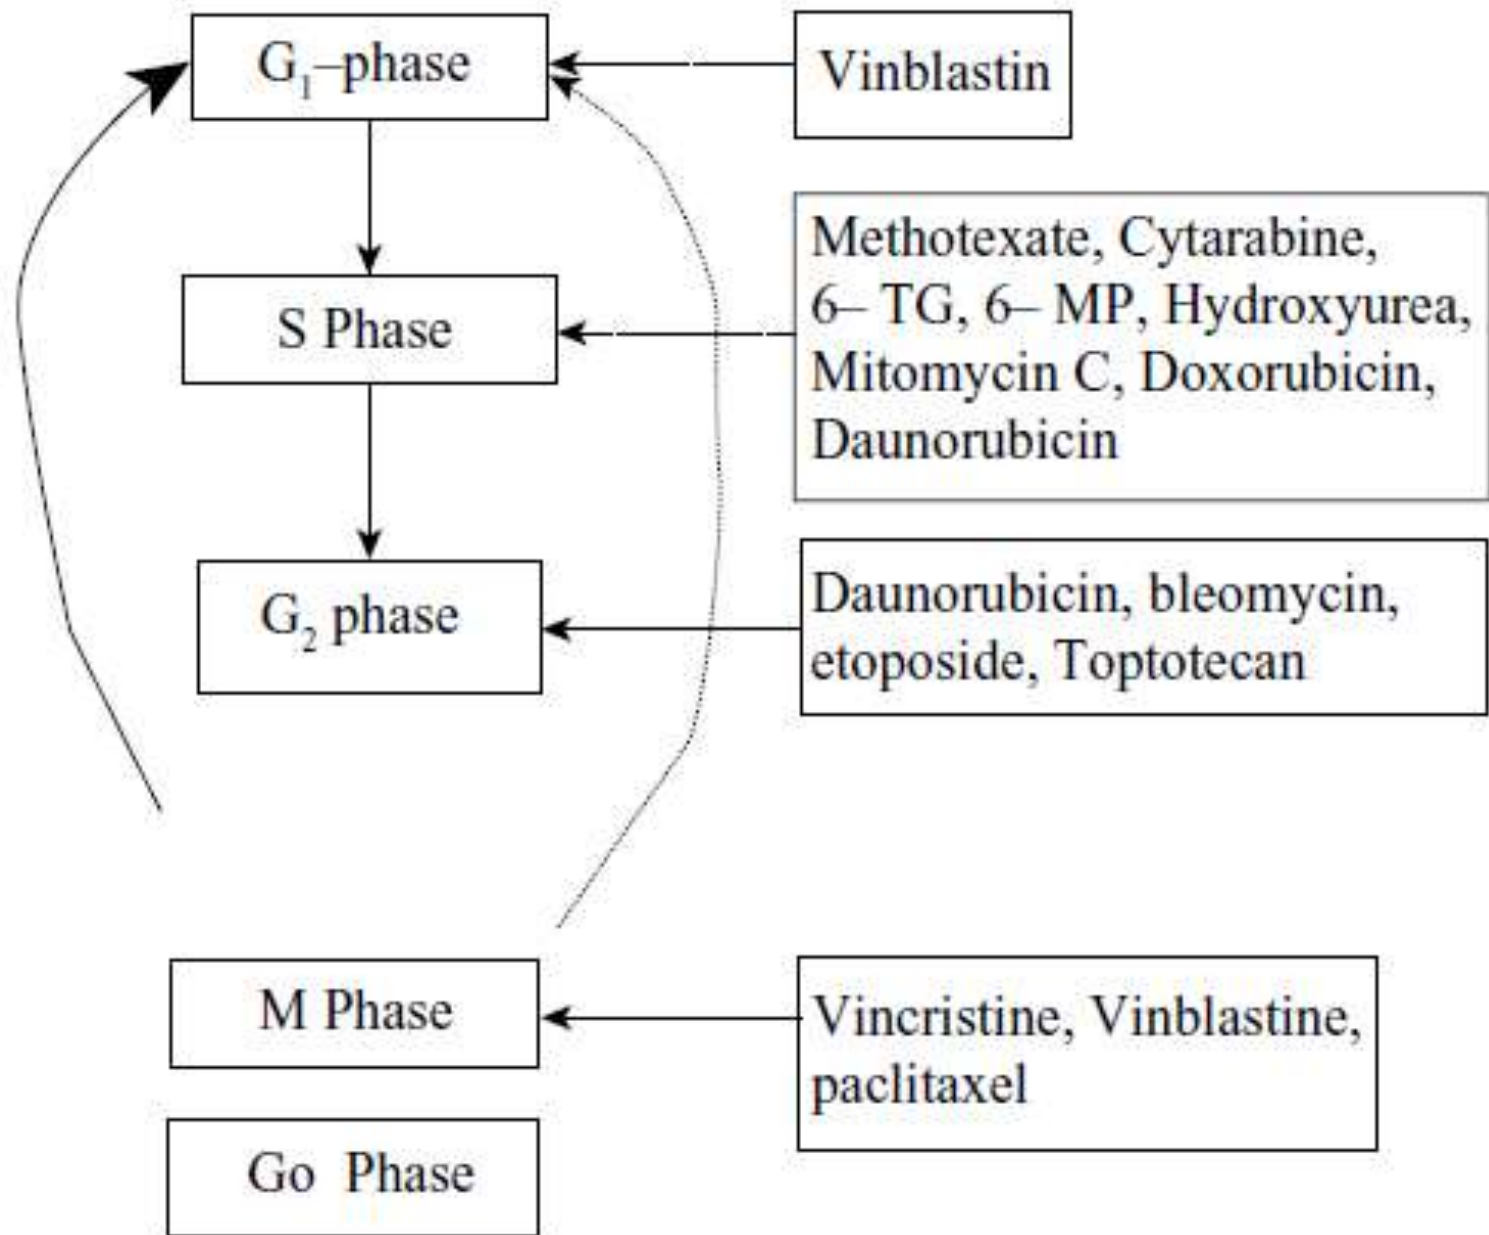 G₁–phase
Vinblastin
Methotexate, Cytarabine,
6– TG, 6– MP, Hydroxyurea,
Mitomycin C, Doxorubicin,
Daunorubicin
S Phase
Daunorubicin, bleomycin,
etoposide, Toptotecan
G₂ phase
M Phase
Vincristine, Vinblastine,
paclitaxel
Go Phase